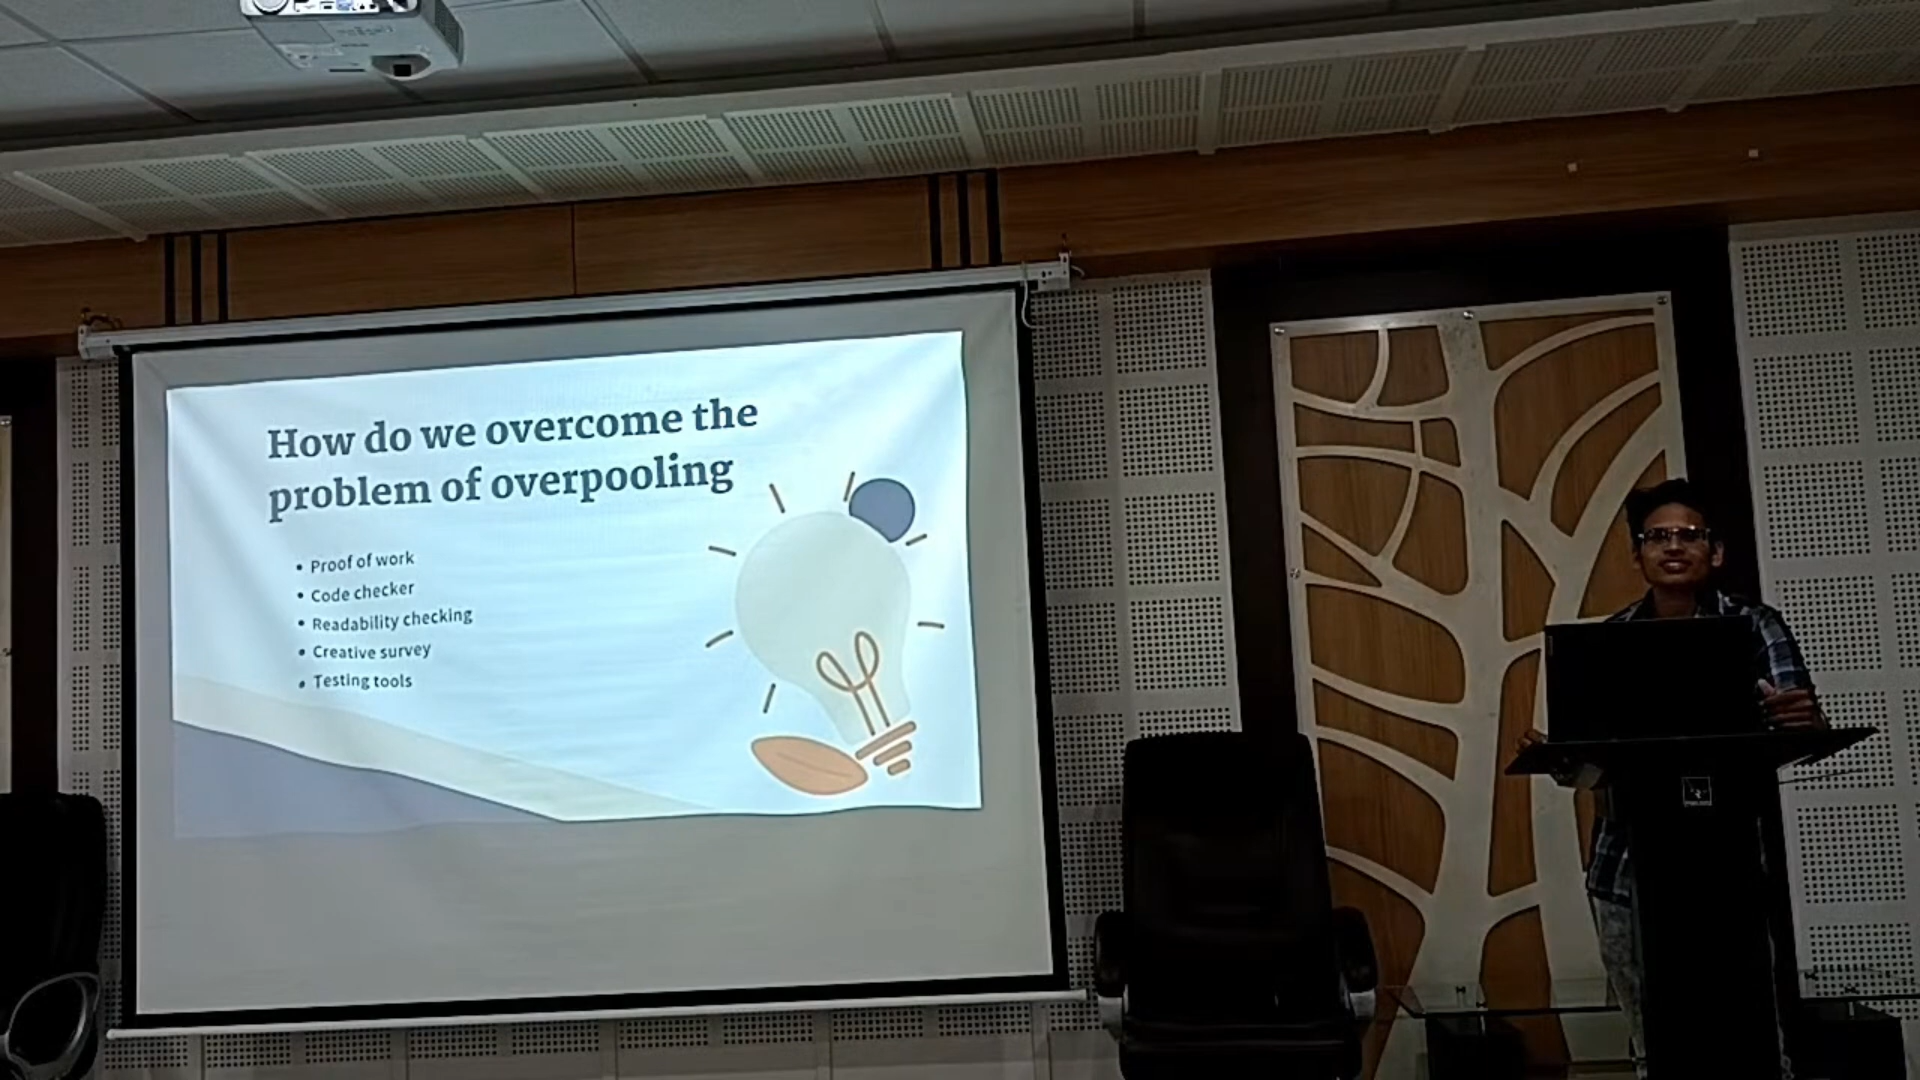 How do we overcome the
problem of overpooling
• Proof of work
• Code checker
• Readability checking
• Creative survey
• Testing tools